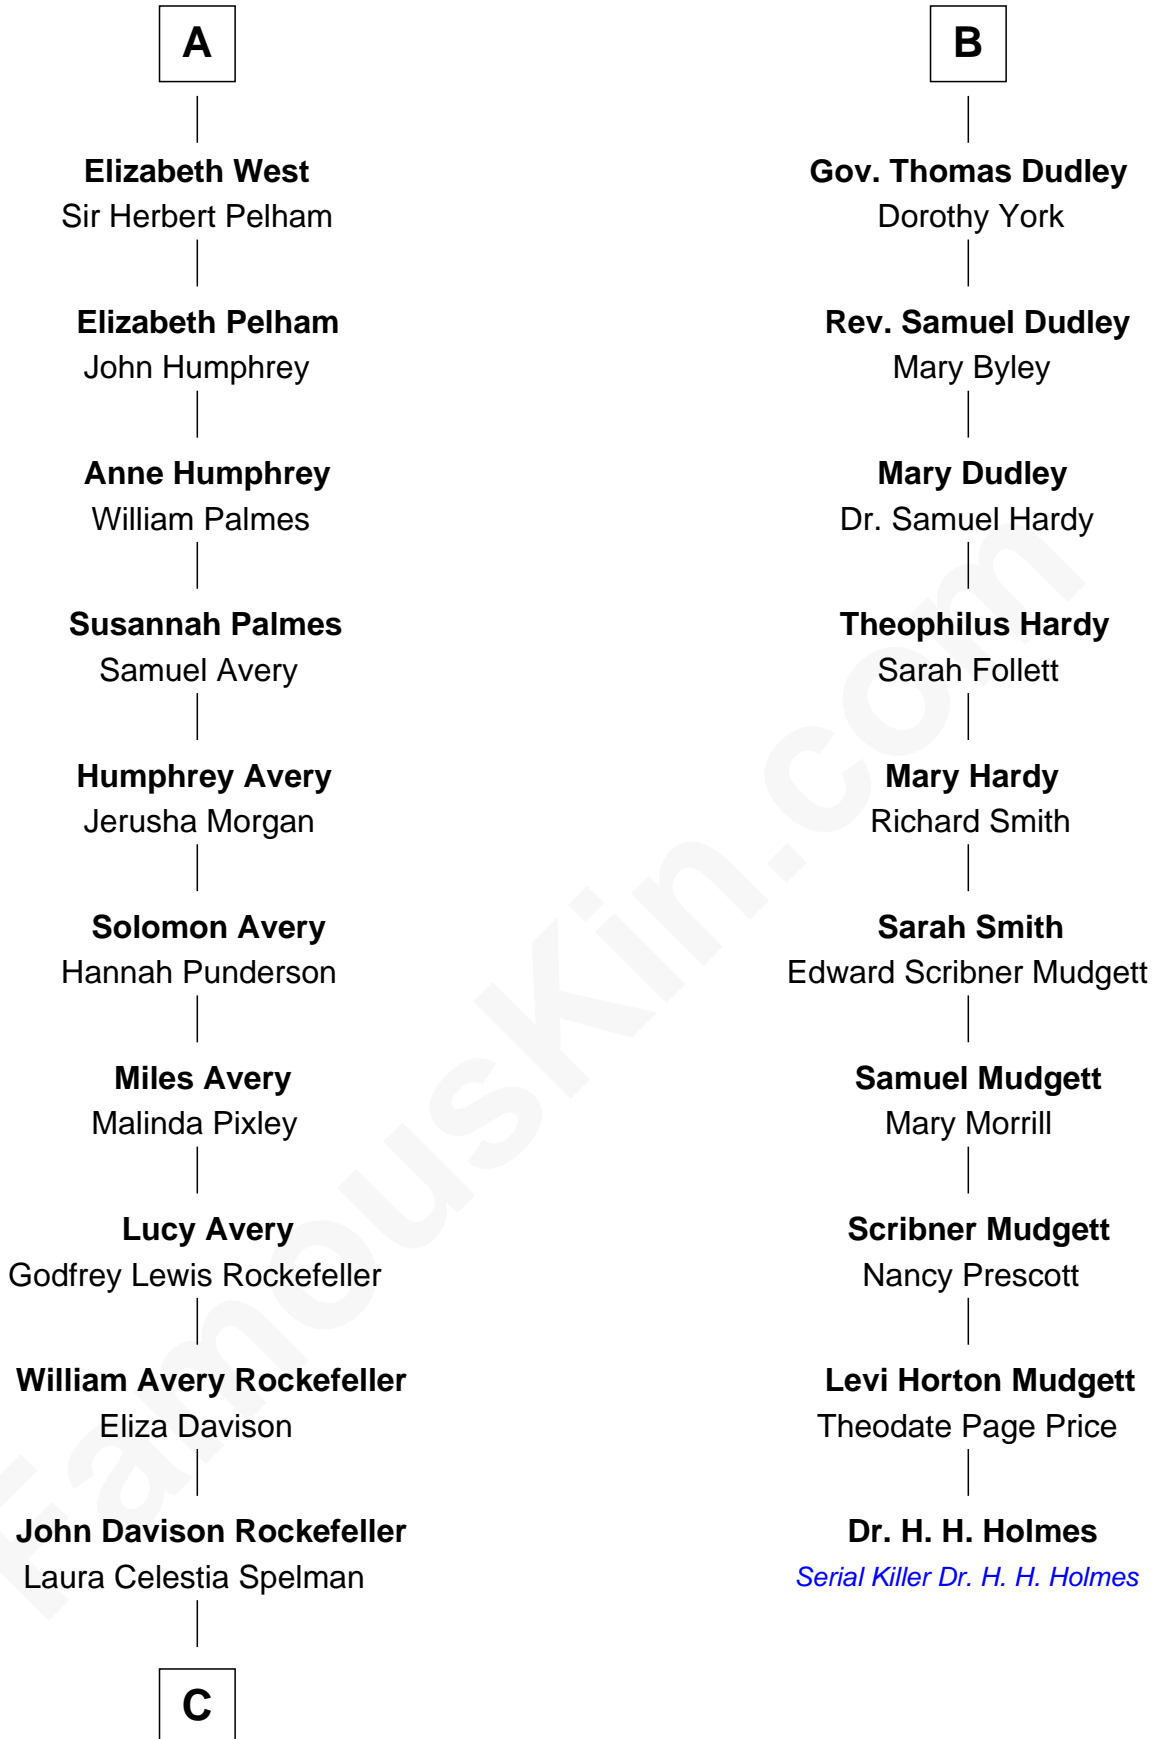 A
Elizabeth West
Sir Herbert Pelham
Elizabeth Pelham
John Humphrey
Anne Humphrey
William Palmes
Susannah Palmes
Samuel Avery
Humphrey Avery
Jerusha Morgan
Solomon Avery
Hannah Punderson
Miles Avery
Malinda Pixley
Lucy Avery
Godfrey Lewis Rockefeller
William Avery Rockefeller
Eliza Davison
John Davison Rockefeller
Laura Celestia Spelman
C
B
Gov. Thomas Dudley
Dorothy York
Rev. Samuel Dudley
Mary Byley
Mary Dudley
Dr. Samuel Hardy
Theophilus Hardy
Sarah Follett
Mary Hardy
Richard Smith
Sarah Smith
Edward Scribner Mudgett
Samuel Mudgett
Mary Morrill
Scribner Mudgett
Nancy Prescott
Levi Horton Mudgett
Theodate Page Price
Dr. H. H. Holmes
Serial Killer Dr. H. H. Holmes
FamousKin.com